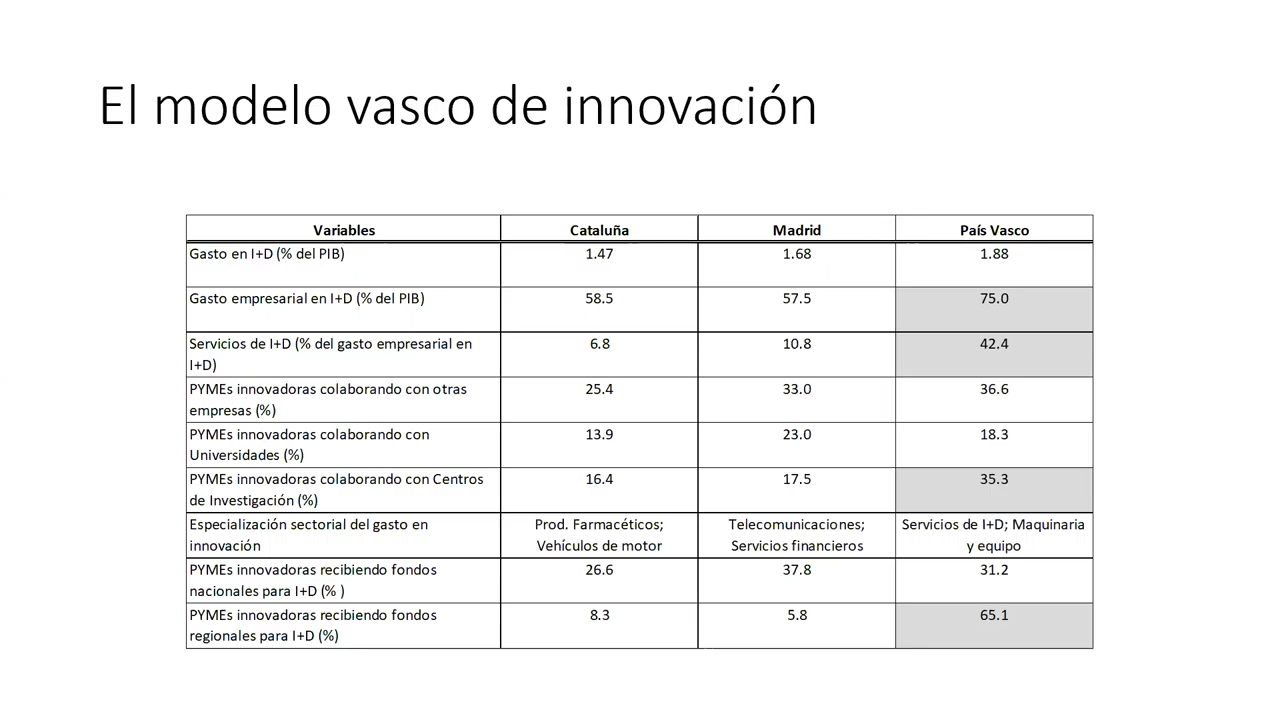 El modelo vasco de innovación
Variables Cataluña Madrid País Vasco
Gasto en I+D (% del PIB) 1.47 1.68 1.88
Gasto empresarial en I+D (% del PIB) 58.5 57.5 75.0
Servicios de I+D (% del gasto empresarial en 6.8 10.8 42.4
I+D)
PYMEs innovadoras colaborando con otras 25.4 33.0 36.6
empresas (%)
PYMEs innovadoras colaborando con 13.9 23.0 18.3
Universidades (%)
PYMEs innovadoras colaborando con Centros 16.4 17.5 35.3
de Investigación (%)
Especialización sectorial del gasto en Prod. Farmacéticos; Telecomunicaciones; Servicios de I+D; Maquinaria
innovación Vehículos de motor Servicios financieros y equipo
PYMEs innovadoras recibiendo fondos 26.6 37.8 31.2
nacionales para I+D (% )
PYMEs innovadoras recibiendo fondos 8.3 5.8 65.1
regionales para I+D (%)